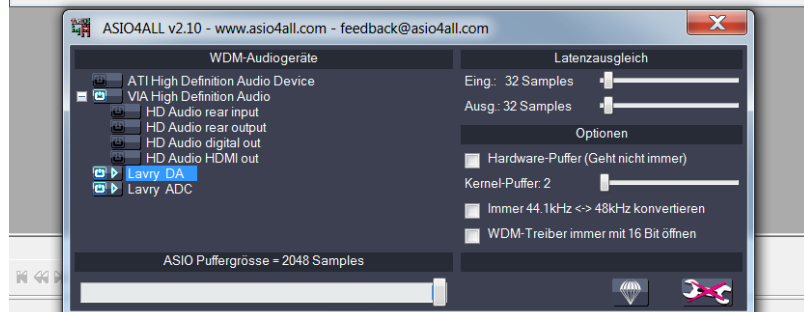 ASIO4ALL v2.10 - www.asio4all.com - feedback@asio4all.com
WDM-Audiogeräte
ATI High Definition Audio Device
VIA High Definition Audio
HD Audio rear input
HD Audio rear output
HD Audio digital out
HD Audio HDMI out
Lavry DA
Lavry ADC
ASIO Puffergrösse = 2048 Samples
Latenzausgleich
Eing.: 32 Samples
Ausg.: 32 Samples
Optionen
Hardware-Puffer (Geht nicht immer)
Kernel-Puffer: 2
Immer 44.1kHz <-> 48kHz konvertieren
WDM-Treiber immer mit 16 Bit öffnen